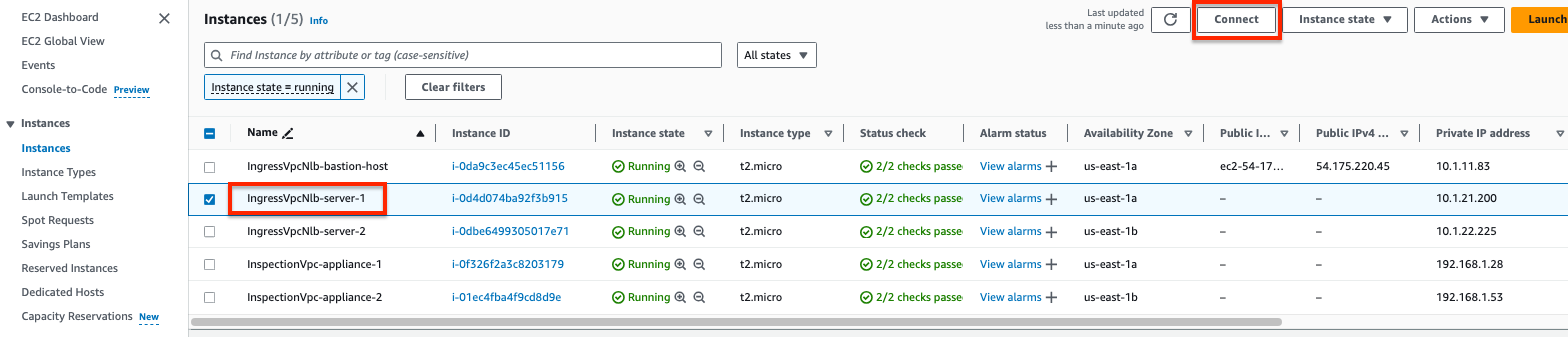 EC2 Dashboard
EC2 Global View
Events
Console-to-Code Preview
Instances
Instances
Instance Types
Launch Templates
Spot Requests
Savings Plans
Reserved Instances
Dedicated Hosts
Capacity Reservations New
Instances (1/5) Info
Last updated
less than a minute ago
Connect
Instance state
Actions
Launch
Find Instance by attribute or tag (case-sensitive)
All states
Instance state = running
Clear filters
Name Instance ID Instance state Instance type Status check Alarm status Availability Zone Public I... Public IPv4 ... Private IP address
IngressVpcNlb-bastion-host i-0da9c3ec45ec51156 Running t2.micro 2/2 checks passe View alarms + us-east-1a ec2-54-17... 54.175.220.45 10.1.11.83
IngressVpcNlb-server-1 i-0d4d074ba92f3b915 Running t2.micro 2/2 checks passe View alarms + us-east-1a – – 10.1.21.200
IngressVpcNlb-server-2 i-0dbe6499305017e71 Running t2.micro 2/2 checks passe View alarms + us-east-1b – – 10.1.22.225
InspectionVpc-appliance-1 i-0f326f2a3c8203179 Running t2.micro 2/2 checks passe View alarms + us-east-1a – – 192.168.1.28
InspectionVpc-appliance-2 i-01ec4fba4f9cd8d9e Running t2.micro 2/2 checks passe View alarms + us-east-1b – – 192.168.1.53